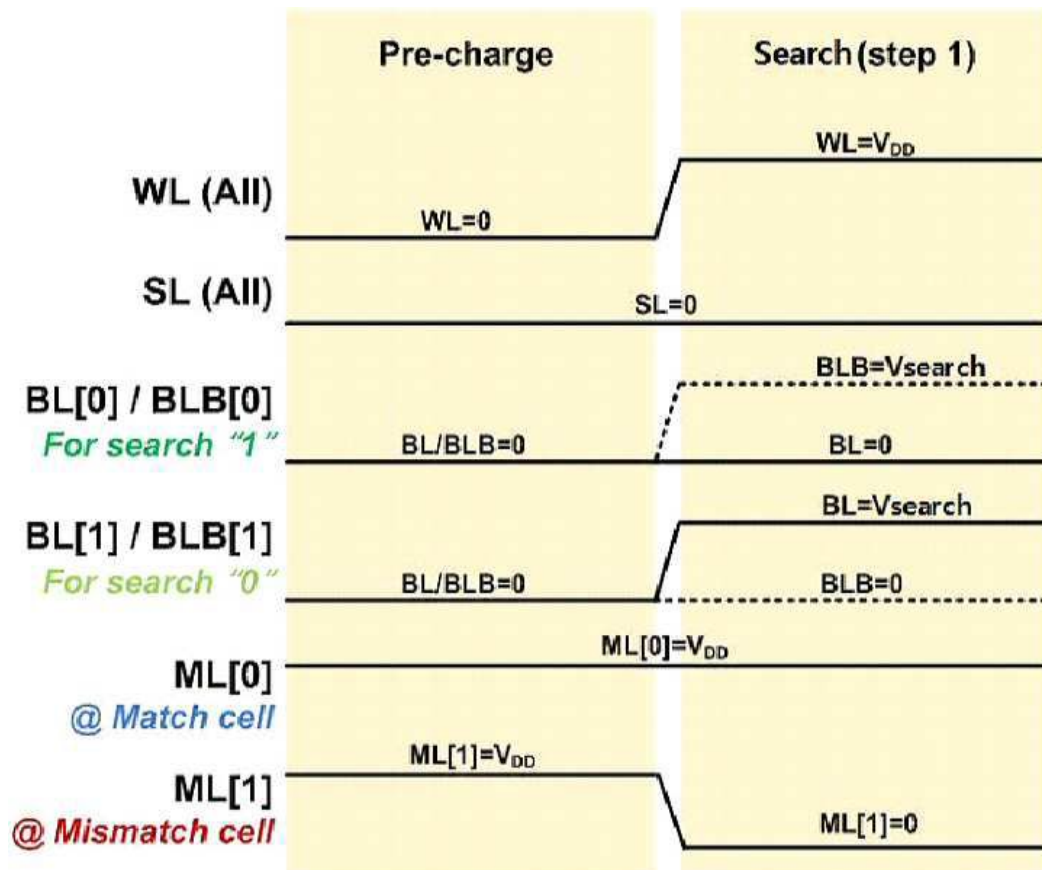 Pre-charge Search (step 1)
WL=V_DD
WL (All)
WL=0
SL (All)
SL=0
BLB=Vsearch
BL[0] / BLB[0]
For search “1”
BL/BLB=0 BL=0
BL=Vsearch
BL[1] / BLB[1]
For search “0”
BL/BLB=0 BLB=0
ML[0]=V_DD
ML[0]
@ Match cell
ML[1]=V_DD
ML[1]
@ Mismatch cell
ML[1]=0